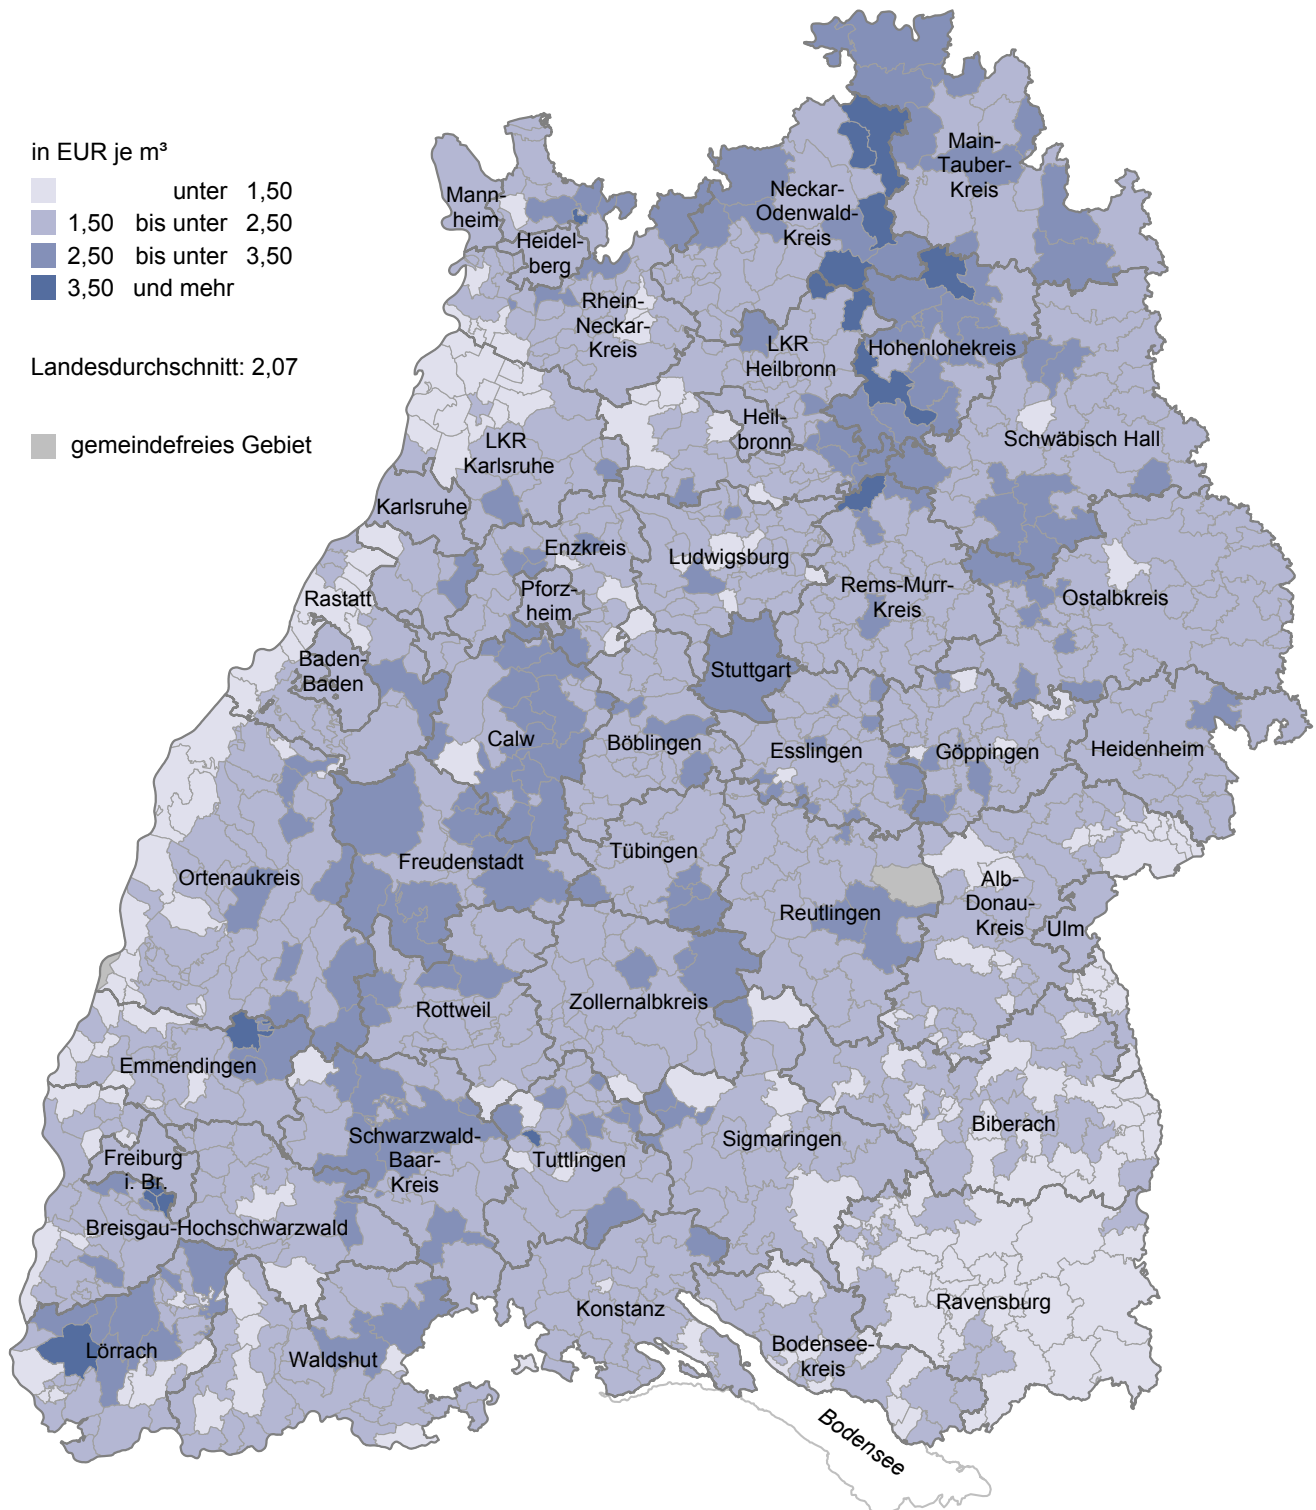 in EUR je m³
unter 1,50
1,50 bis unter 2,50
2,50 bis unter 3,50
3,50 und mehr
Landesdurchschnitt: 2,07
gemeindefreies Gebiet
Main-
Tauber-
Kreis
Neckar-
Odenwald-
Kreis
Mann-
heim
Heidel-
berg
Rhein-
Neckar-
Kreis
LKR
Heilbronn
Hohenlohekreis
Heil-
bronn
Schwäbisch Hall
LKR
Karlsruhe
Karlsruhe
Enzkreis
Ludwigsburg
Pforz-
heim
Rems-Murr-
Kreis
Ostalbkreis
Rastatt
Baden-
Baden
Stuttgart
Calw
Böblingen
Esslingen
Göppingen
Heidenheim
Freudenstadt
Tübingen
Ortenaukreis
Reutlingen
Alb-
Donau-
Kreis
Ulm
Rottweil
Zollernalbkreis
Emmendingen
Schwarzwald-
Baar-
Kreis
Tuttlingen
Sigmaringen
Biberach
Freiburg
i. Br.
Breisgau-Hochschwarzwald
Konstanz
Ravensburg
Lörrach
Waldshut
Bodensee-
kreis
Bodensee